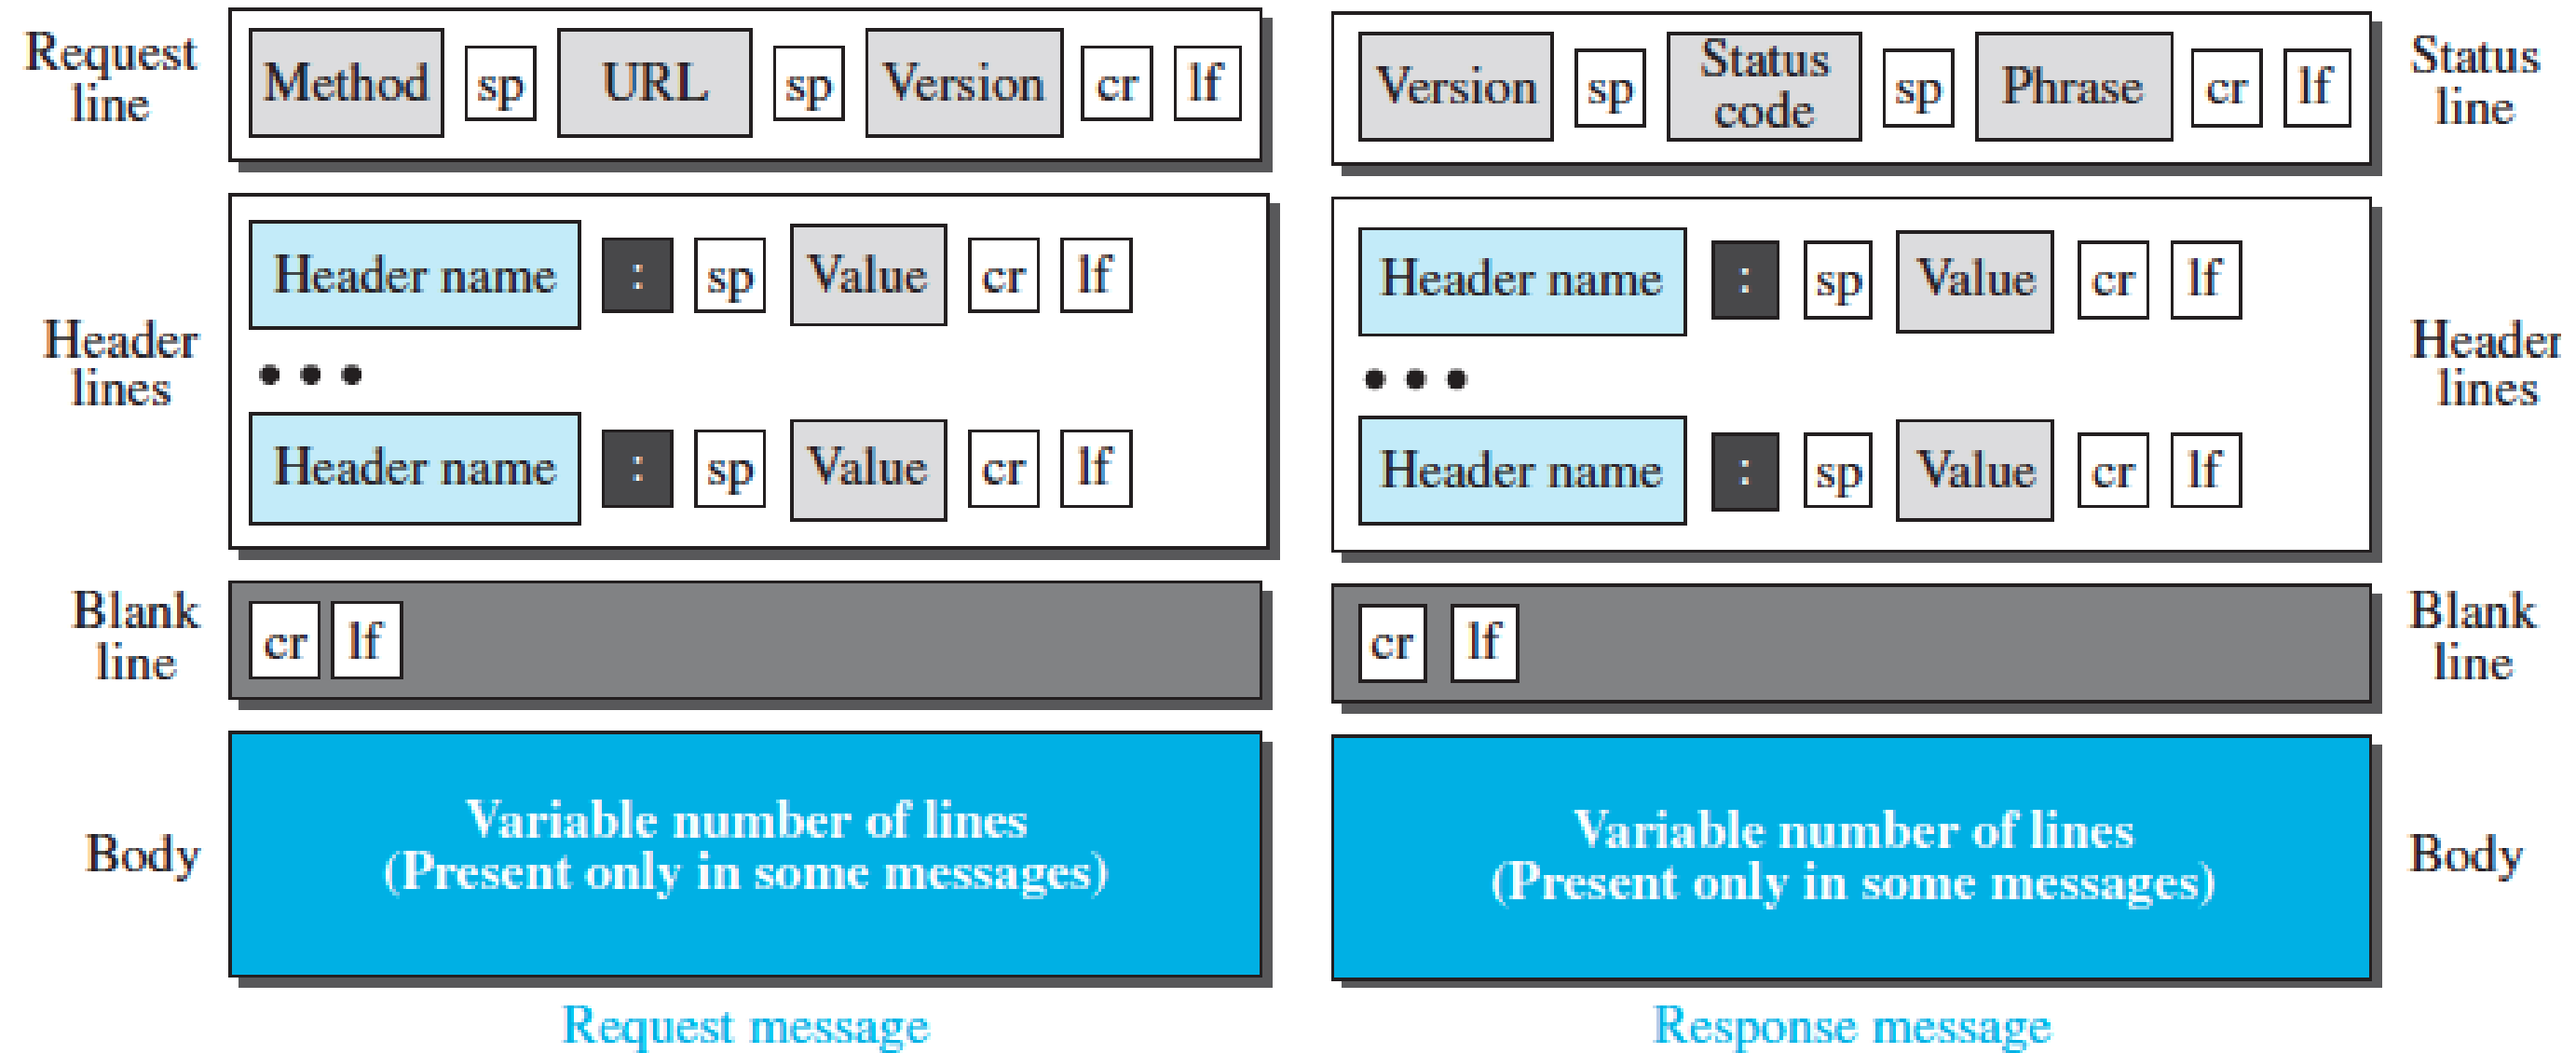 Request line
Method sp URL sp Version cr lf
Header lines
Header name : sp Value cr lf
• • •
Header name : sp Value cr lf
Blank line
cr lf
Body
Variable number of lines
(Present only in some messages)
Request message
Version sp Status code sp Phrase cr lf
Status line
Header name : sp Value cr lf
• • •
Header name : sp Value cr lf
Header lines
cr lf
Blank line
Variable number of lines
(Present only in some messages)
Body
Response message